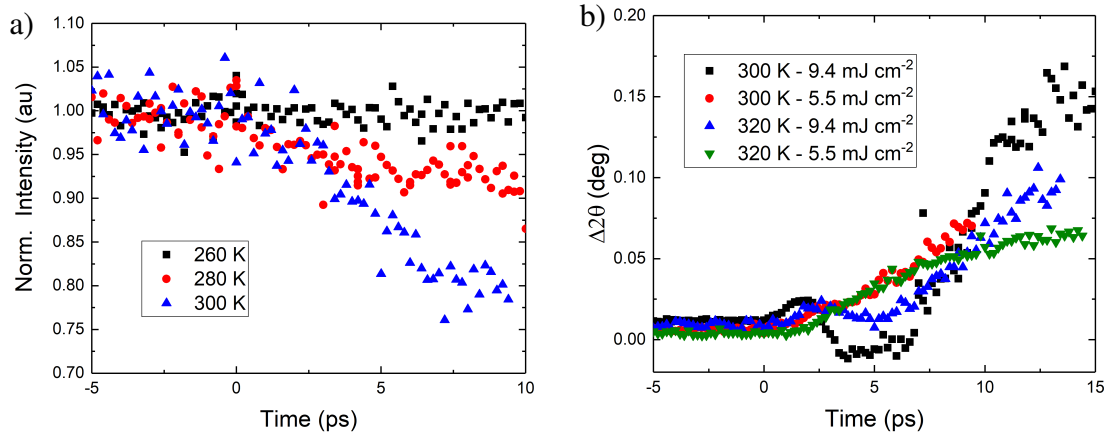 a)
1.10
1.05
1.00
0.95
0.90
0.85
0.80
0.75
0.70
Norm. Intensity (au)
260 K
280 K
300 K
-5
0
5
10
Time (ps)
b)
0.20
0.15
0.10
0.05
0.00
Δ2θ (deg)
300 K - 9.4 mJ cm⁻²
300 K - 5.5 mJ cm⁻²
320 K - 9.4 mJ cm⁻²
320 K - 5.5 mJ cm⁻²
-5
0
5
10
15
Time (ps)